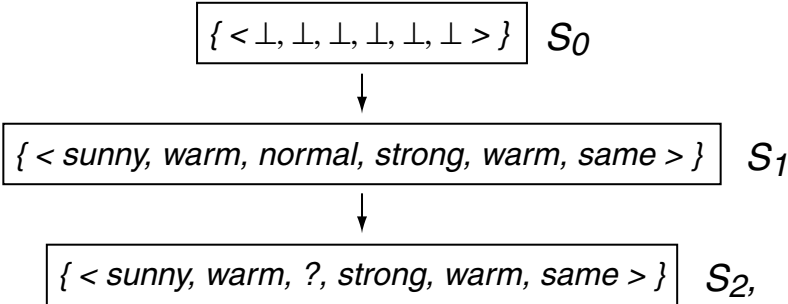 { < ⊥, ⊥, ⊥, ⊥, ⊥, ⊥ > } S0
{ < sunny, warm, normal, strong, warm, same > } S1
{ < sunny, warm, ?, strong, warm, same > } S2,